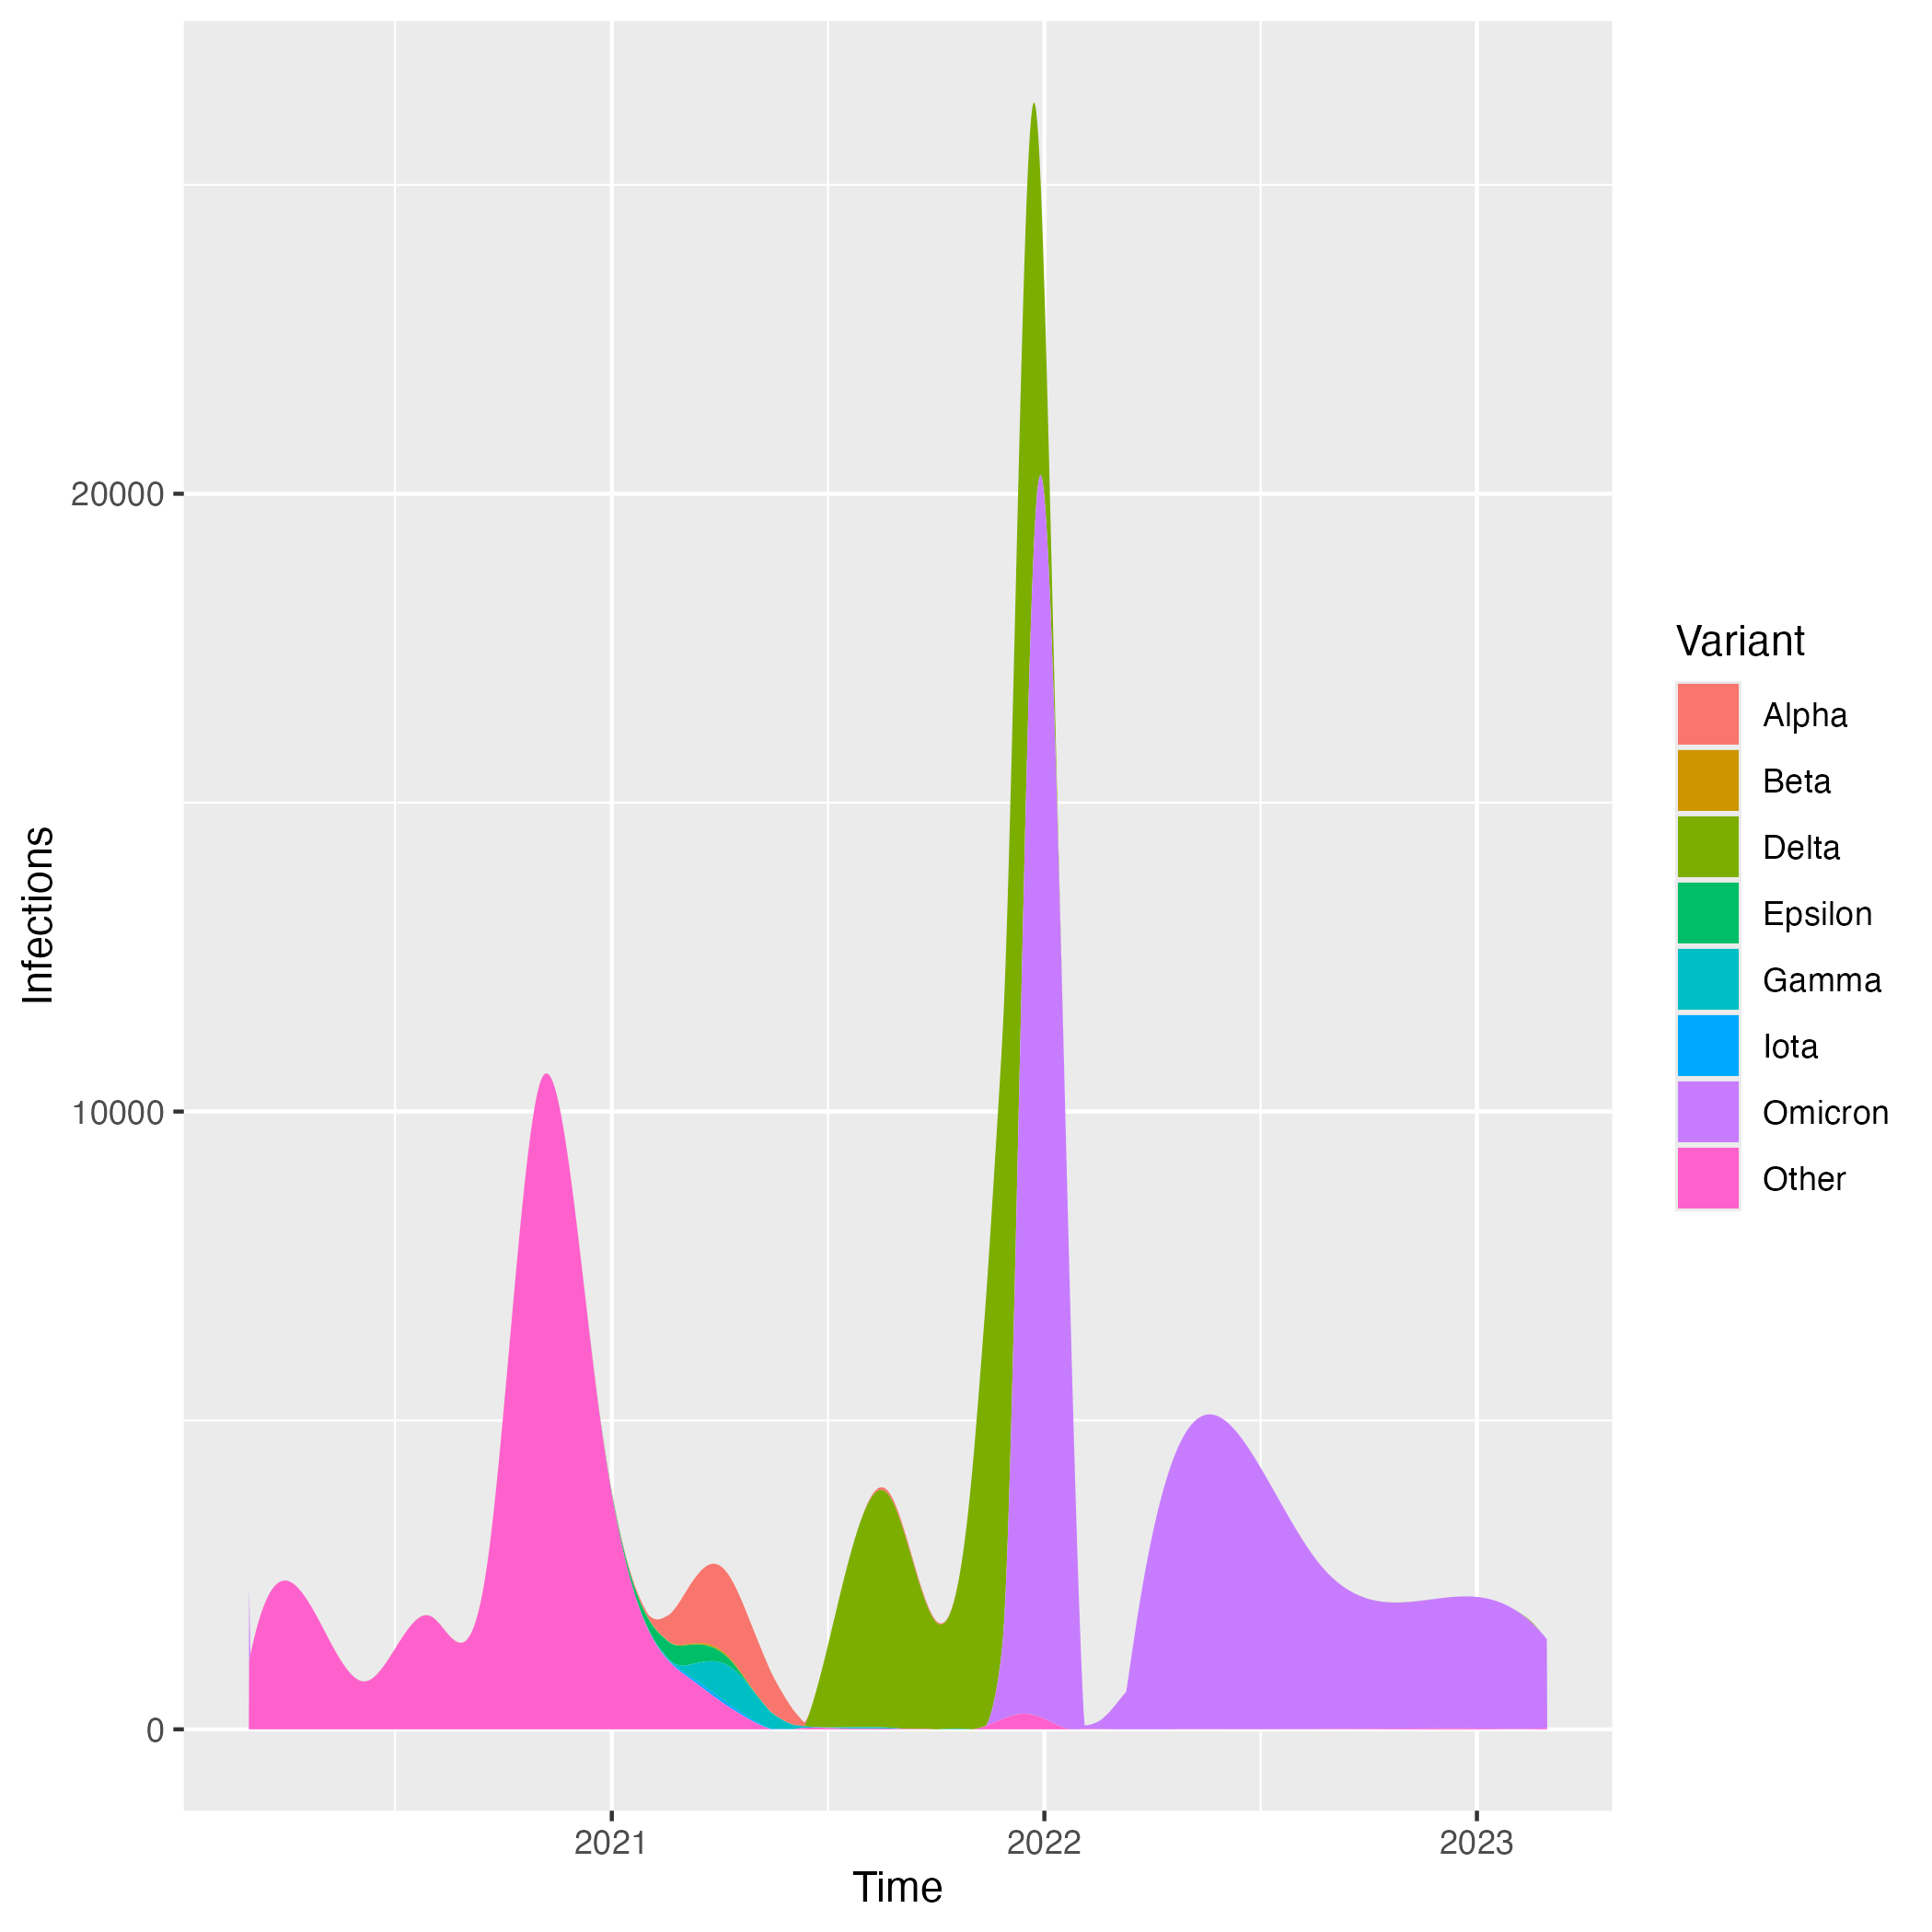 Infections
20000
10000
0
2021
2022
2023
Time
Variant
Alpha
Beta
Delta
Epsilon
Gamma
Iota
Omicron
Other